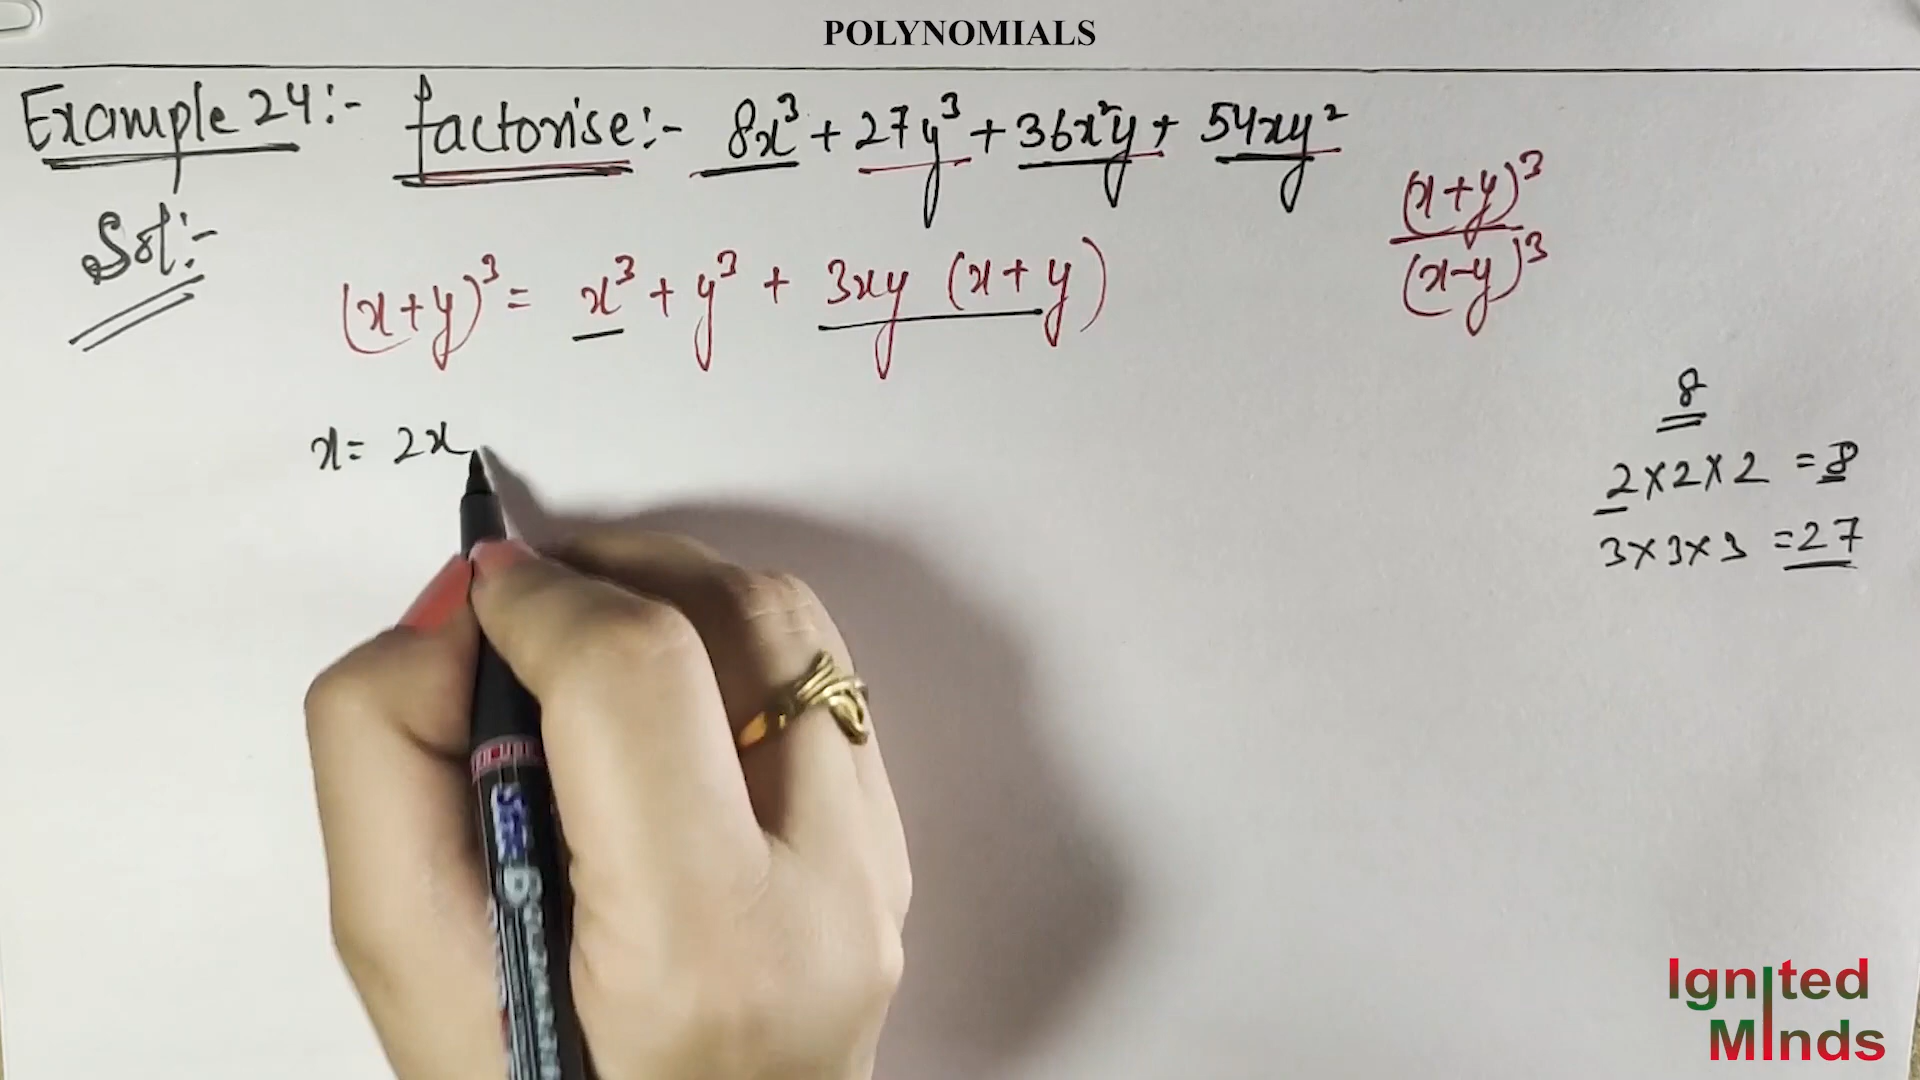 POLYNOMIALS
Example 24:- factorise:- 8x³ + 27y³ + 36x²y + 54xy²
Sol:-
(x+y)³ = x³ + y³ + 3xy (x+y)
(x+y)³
(x-y)³
x = 2x
8
2×2×2 = 8
3×3×3 = 27
Ignited
Minds